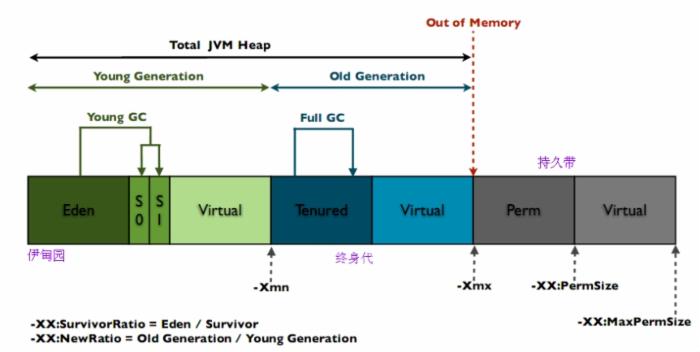 Out of Memory
Total JVM Heap
Young Generation
Old Generation
Young GC
Full GC
持久带
Eden
S0
S1
Virtual
Tenured
Virtual
Perm
Virtual
伊甸园
终身代
-Xmn
-Xmx
-XX:PermSize
-XX:MaxPermSize
-XX:SurvivorRatio = Eden / Survivor
-XX:NewRatio = Old Generation / Young Generation